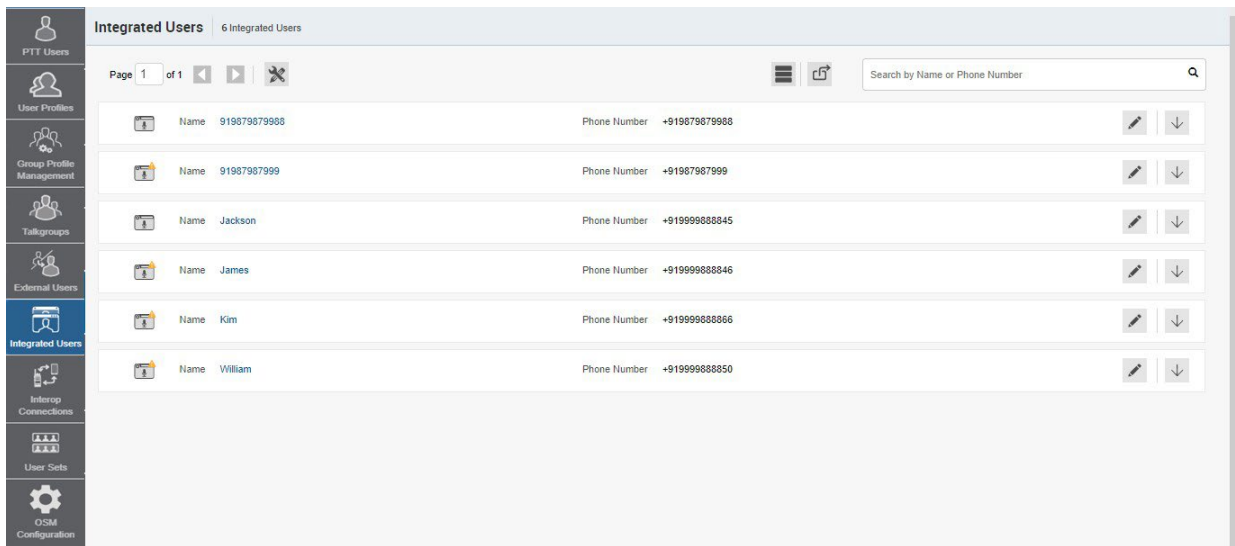 PTT Users
User Profiles
Group Profile
Management
Talkgroups
External Users
Integrated Users
Interop
Connections
User Sets
OSM
Configuration
Integrated Users 6 Integrated Users
Page 1 of 1 Search by Name or Phone Number
Name 919879879988 Phone Number +919879879988
Name 91987987999 Phone Number +91987987999
Name Jackson Phone Number +919999888845
Name James Phone Number +919999888846
Name Kim Phone Number +919999888866
Name William Phone Number +919999888850